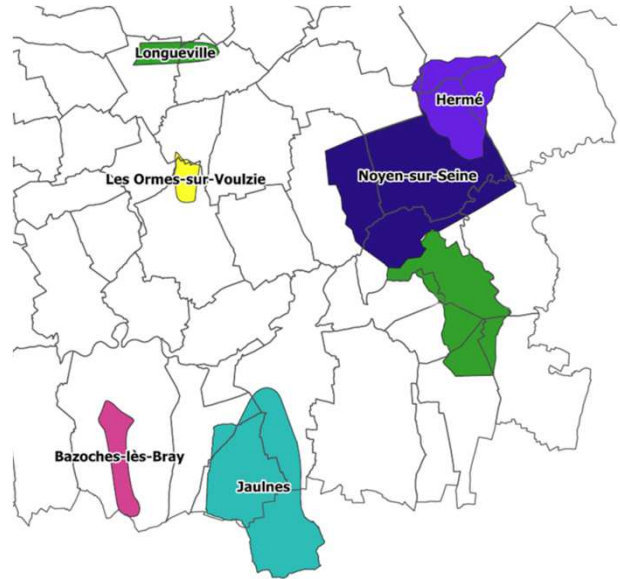 Longueville
Hermé
Les Ormes-sur-Voulzie
Noyen-sur-Seine
Bazoches-lès-Bray
Jaulnes